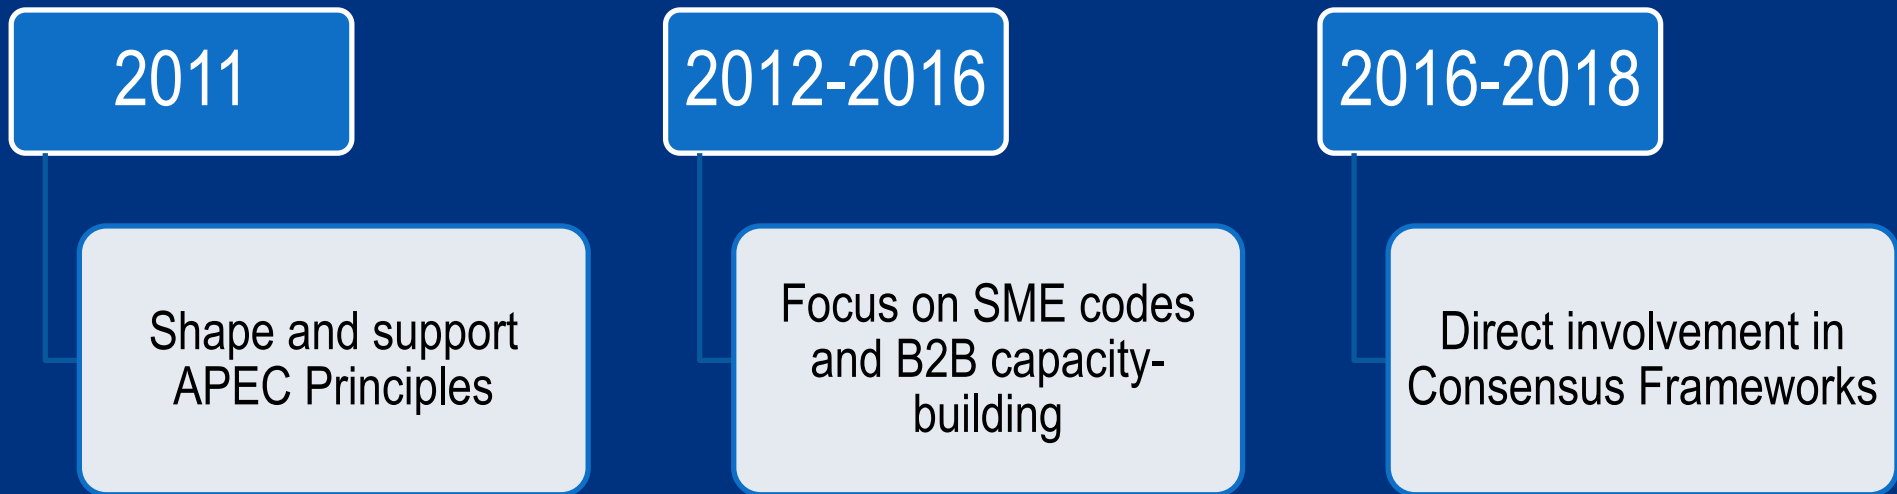 2011
Shape and support
APEC Principles
2012-2016
Focus on SME codes
and B2B capacity-
building
2016-2018
Direct involvement in
Consensus Frameworks